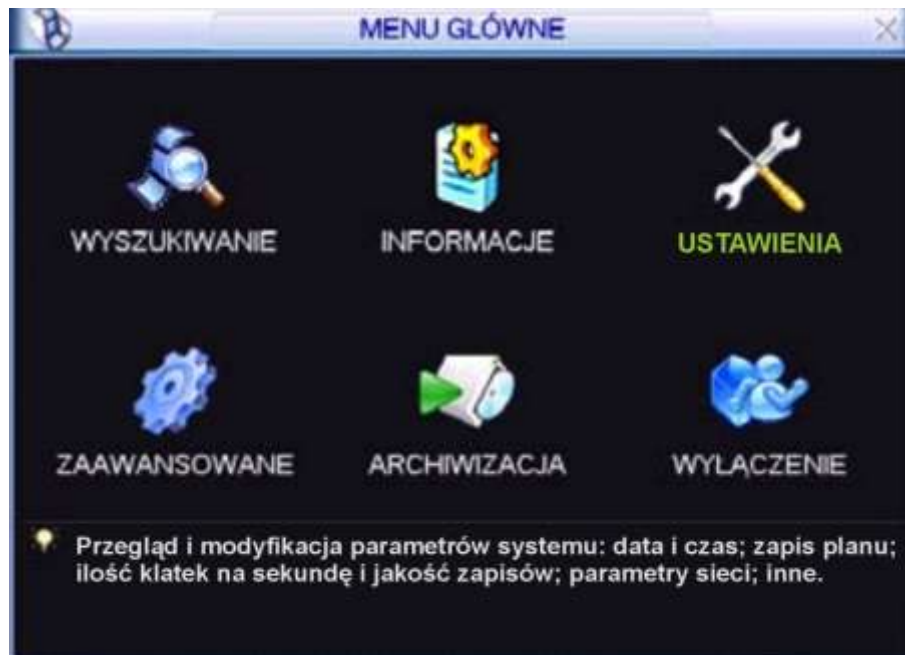 MENU GLÓWNE
WYSZUKIWANIE
INFORMACJE
USTAWIENIA
ZAAWANSOWANE
ARCHIWIZACJA
WYLĄCZENIE
Przegląd i modyfikacja parametrów systemu: data i czas; zapis planu;
ilość klatek na sekundę i jakość zapisów; parametry sieci; inne.